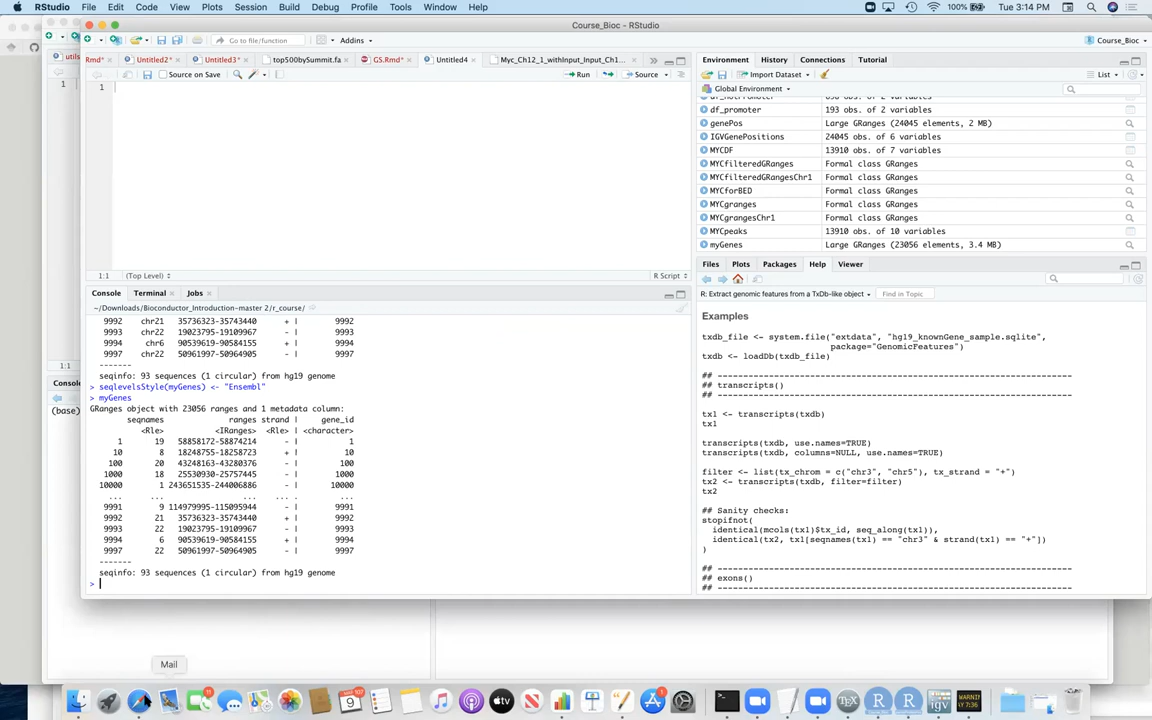 RStudio File Edit Code View Plots Session Build Debug Profile Tools Window Help 100% Tue 3:14 PM
Course_Bioc - RStudio
Go to file/function Addins Course_Bioc
utils
Rmd* Untitled2* Untitled3* top500bySummit.fa GS.Rmd* Untitled4 Myc_Ch12_1_withInput_Input_Ch1...
Source on Save Run Source
1
1
1:1 (Top Level) R Script
1:1
Console Terminal Jobs
~/Downloads/Bioconductor_Introduction-master 2/r_course/
9992 chr21 35736323-35743440 + | 9992
9993 chr22 19023795-19109967 - | 9993
9994 chr6 90539619-90584155 + | 9994
9997 chr22 50961997-50964905 - | 9997
-------
seqinfo: 93 sequences (1 circular) from hg19 genome
> seqlevelsStyle(myGenes) <- "Ensembl"
> myGenes
GRanges object with 23056 ranges and 1 metadata column:
seqnames ranges strand | gene_id
<Rle> <IRanges> <Rle> | <character>
1 19 58858172-58874214 - | 1
10 8 18248755-18258723 + | 10
100 20 43248163-43280376 - | 100
1000 18 25530930-25757445 - | 1000
10000 1 243651535-244006886 - | 10000
... ... ... ... . ...
9991 9 114979995-115095944 - | 9991
9992 21 35736323-35743440 + | 9992
9993 22 19023795-19109967 - | 9993
9994 6 90539619-90584155 + | 9994
9997 22 50961997-50964905 - | 9997
-------
seqinfo: 93 sequences (1 circular) from hg19 genome
>
Console
(base)
Environment History Connections Tutorial
Import Dataset List
Global Environment
df_promoter 193 obs. of 2 variables
genePos Large GRanges (24045 elements, 2 MB)
IGVGenePositions 24045 obs. of 6 variables
MYCDF 13910 obs. of 7 variables
MYCfilteredGRanges Formal class GRanges
MYCfilteredGRangesChr1 Formal class GRanges
MYCforBED Formal class GRanges
MYCgranges Formal class GRanges
MYCgrangesChr1 Formal class GRanges
MYCpeaks 13910 obs. of 10 variables
myGenes Large GRanges (23056 elements, 3.4 MB)
Files Plots Packages Help Viewer
R: Extract genomic features from a TxDb-like object Find in Topic
Examples
txdb_file <- system.file("extdata", "hg19_knownGene_sample.sqlite",
package="GenomicFeatures")
txdb <- loadDb(txdb_file)
## ---------------------------------------------------------------------
## transcripts()
## ---------------------------------------------------------------------
tx1 <- transcripts(txdb)
tx1
transcripts(txdb, use.names=TRUE)
transcripts(txdb, columns=NULL, use.names=TRUE)
filter <- list(tx_chrom = c("chr3", "chr5"), tx_strand = "+")
tx2 <- transcripts(txdb, filter=filter)
tx2
## Sanity checks:
stopifnot(
identical(mcols(tx1)$tx_id, seq_along(tx1)),
identical(tx2, tx1[seqnames(tx1) == "chr3" & strand(tx1) == "+"])
)
## ---------------------------------------------------------------------
## exons()
## ---------------------------------------------------------------------
Mail